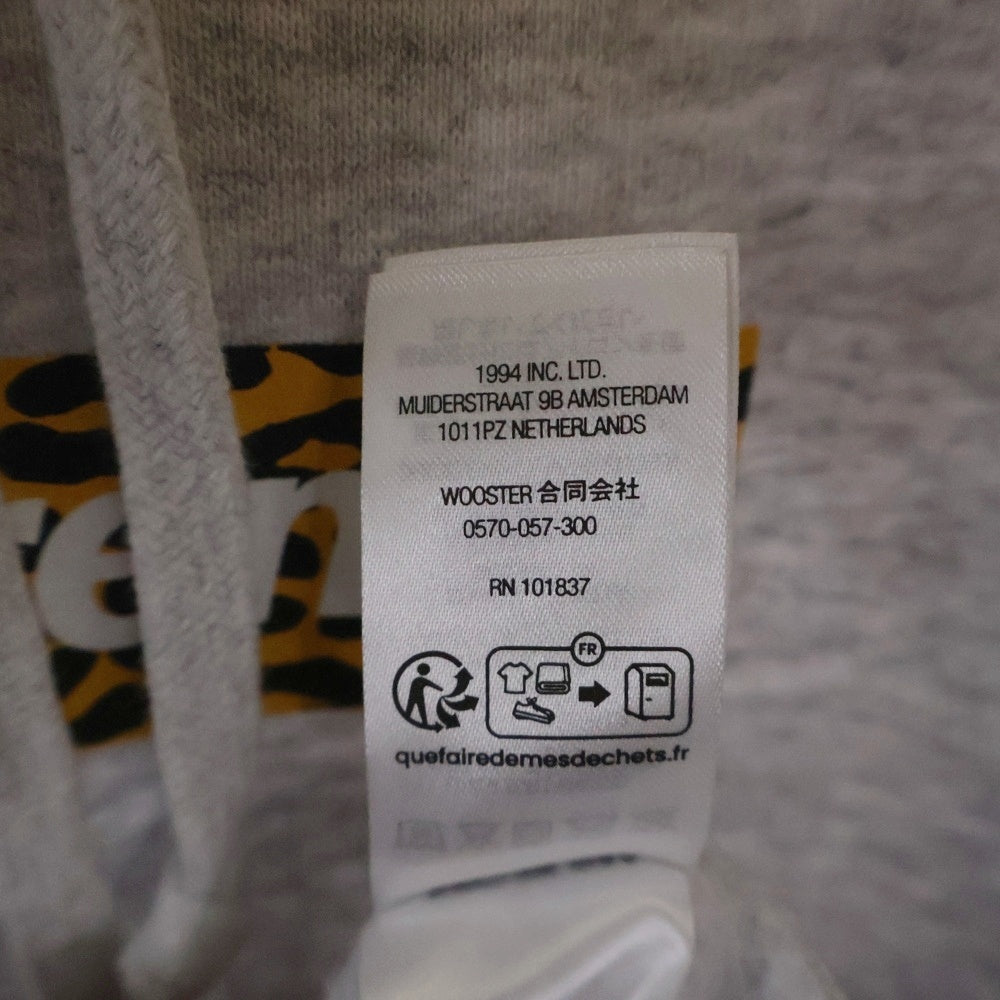 1994 INC. LTD.
MUIDERSTRAAT 9B AMSTERDAM
1011PZ NETHERLANDS
WOOSTER 合同会社
0570-057-300
RN 101837
FR
quefairedemesdechets.fr